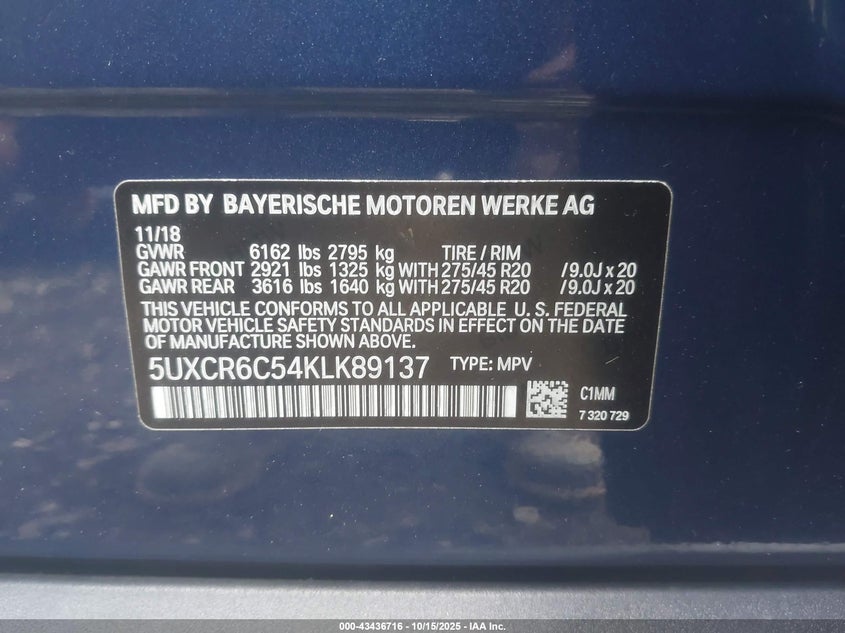 MFD BY BAYERISCHE MOTOREN WERKE AG
11/18
GVWR 6162 lbs 2795 kg TIRE / RIM
GAWR FRONT 2921 lbs 1325 kg WITH 275/45 R20 /9.0J x 20
GAWR REAR 3616 lbs 1640 kg WITH 275/45 R20 /9.0J x 20
THIS VEHICLE CONFORMS TO ALL APPLICABLE U. S. FEDERAL
MOTOR VEHICLE SAFETY STANDARDS IN EFFECT ON THE DATE
OF MANUFACTURE SHOWN ABOVE.
5UXCR6C54KLK89137 TYPE: MPV
C1MM
7 320 729
000-43436716 - 10/15/2025 - IAA Inc.